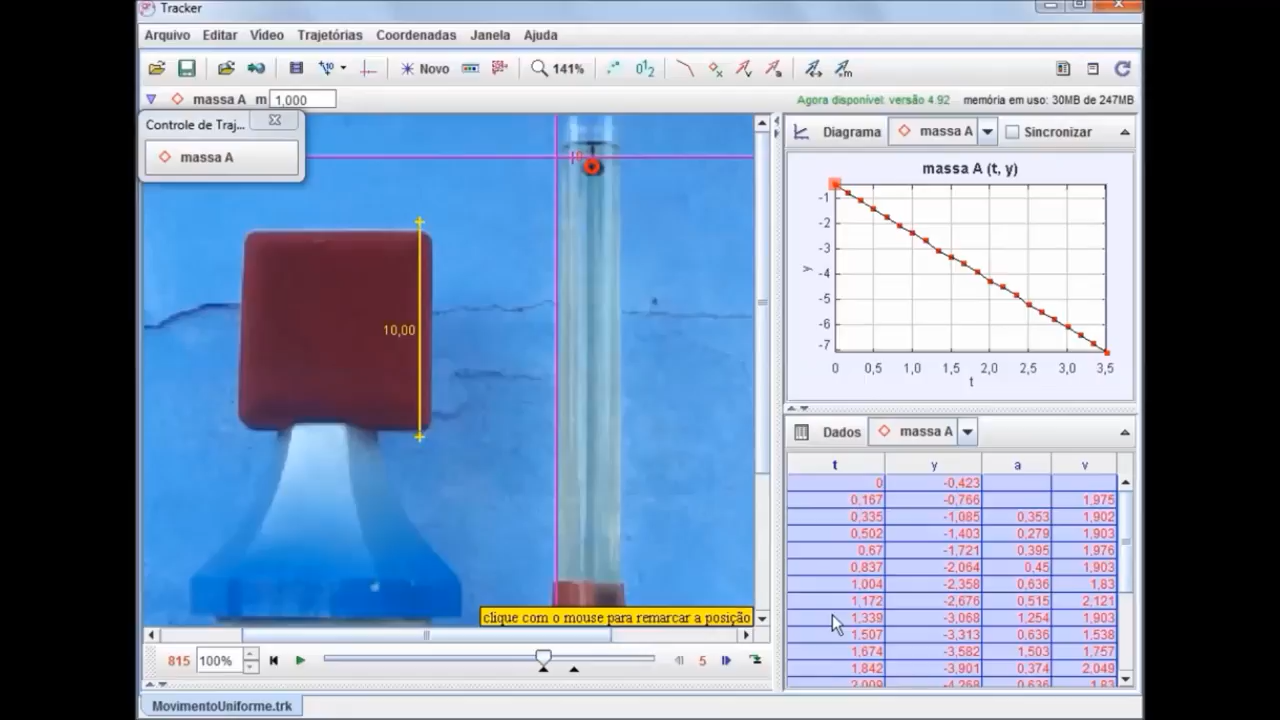 Tracker
Arquivo Editar Vídeo Trajetórias Coordenadas Janela Ajuda
Novo 141%
massa A m 1,000 Agora disponível: versão 4.92 memória em uso: 30MB de 247MB
Controle de Traj...
massa A
10,00
clique com o mouse para remarcar a posição
815 100% 5
MovimentoUniforme.trk
Diagrama massa A Sincronizar
massa A (t, y)
-1
-2
-3
-4
-5
-6
-7
y
0 0,5 1,0 1,5 2,0 2,5 3,0 3,5
t
Dados massa A
t y a v
0 -0,423
0,167 -0,766 1,975
0,335 -1,085 0,353 1,902
0,502 -1,403 0,279 1,903
0,67 -1,721 0,395 1,976
0,837 -2,064 0,45 1,903
1,004 -2,358 0,636 1,83
1,172 -2,676 0,515 2,121
1,339 -3,068 1,254 1,903
1,507 -3,313 0,636 1,538
1,674 -3,582 1,503 1,757
1,842 -3,901 0,374 2,049
2,009 -4,268 0,636 1,83